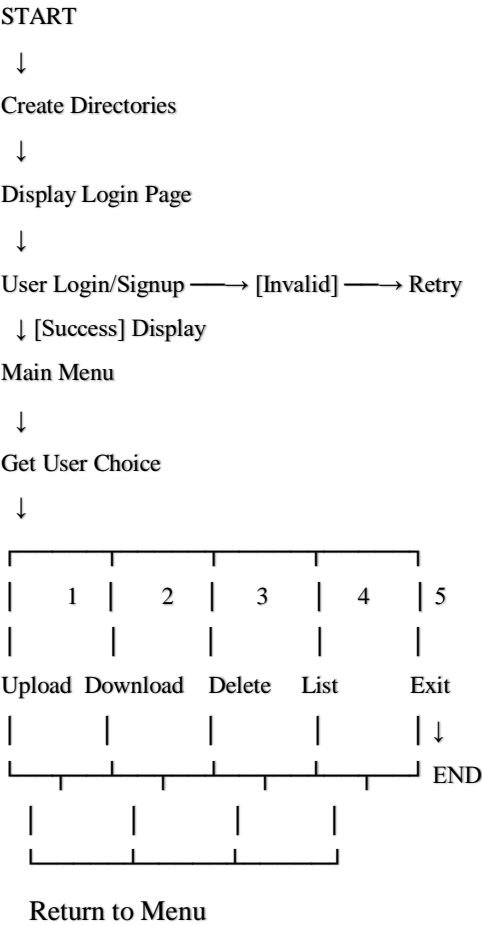 START
↓
Create Directories
↓
Display Login Page
↓
User Login/Signup ──→ [Invalid] ──→ Retry
↓ [Success] Display
Main Menu
↓
Get User Choice
↓
1 2 3 4 5
Upload Download Delete List Exit
↓
END
Return to Menu